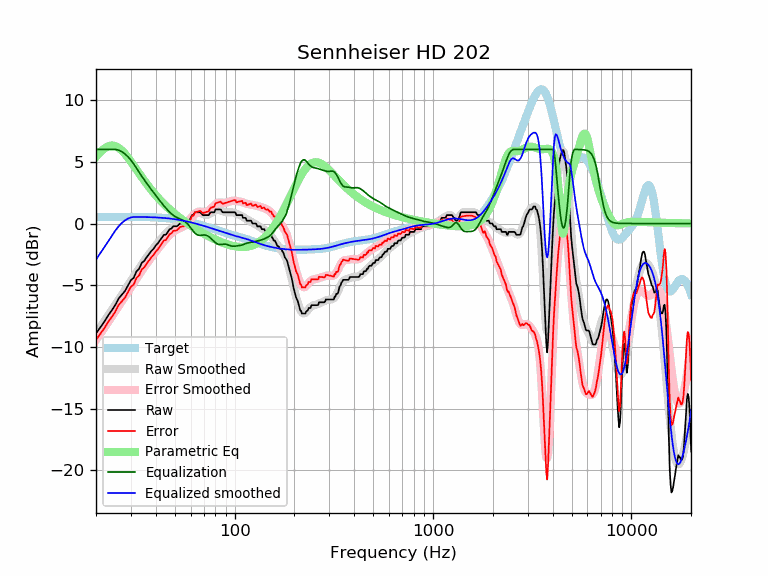 Sennheiser HD 202
Amplitude (dBr)
10
5
0
−5
−10
−15
−20
Target
Raw Smoothed
Error Smoothed
Raw
Error
Parametric Eq
Equalization
Equalized smoothed
100
1000
10000
Frequency (Hz)